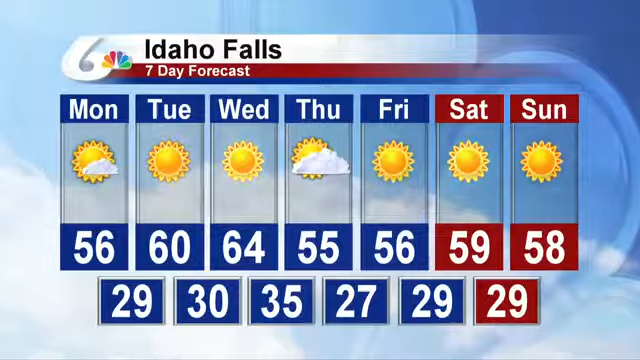 6
Idaho Falls
7 Day Forecast
Mon Tue Wed Thu Fri Sat Sun
56 60 64 55 56 59 58
29 30 35 27 29 29